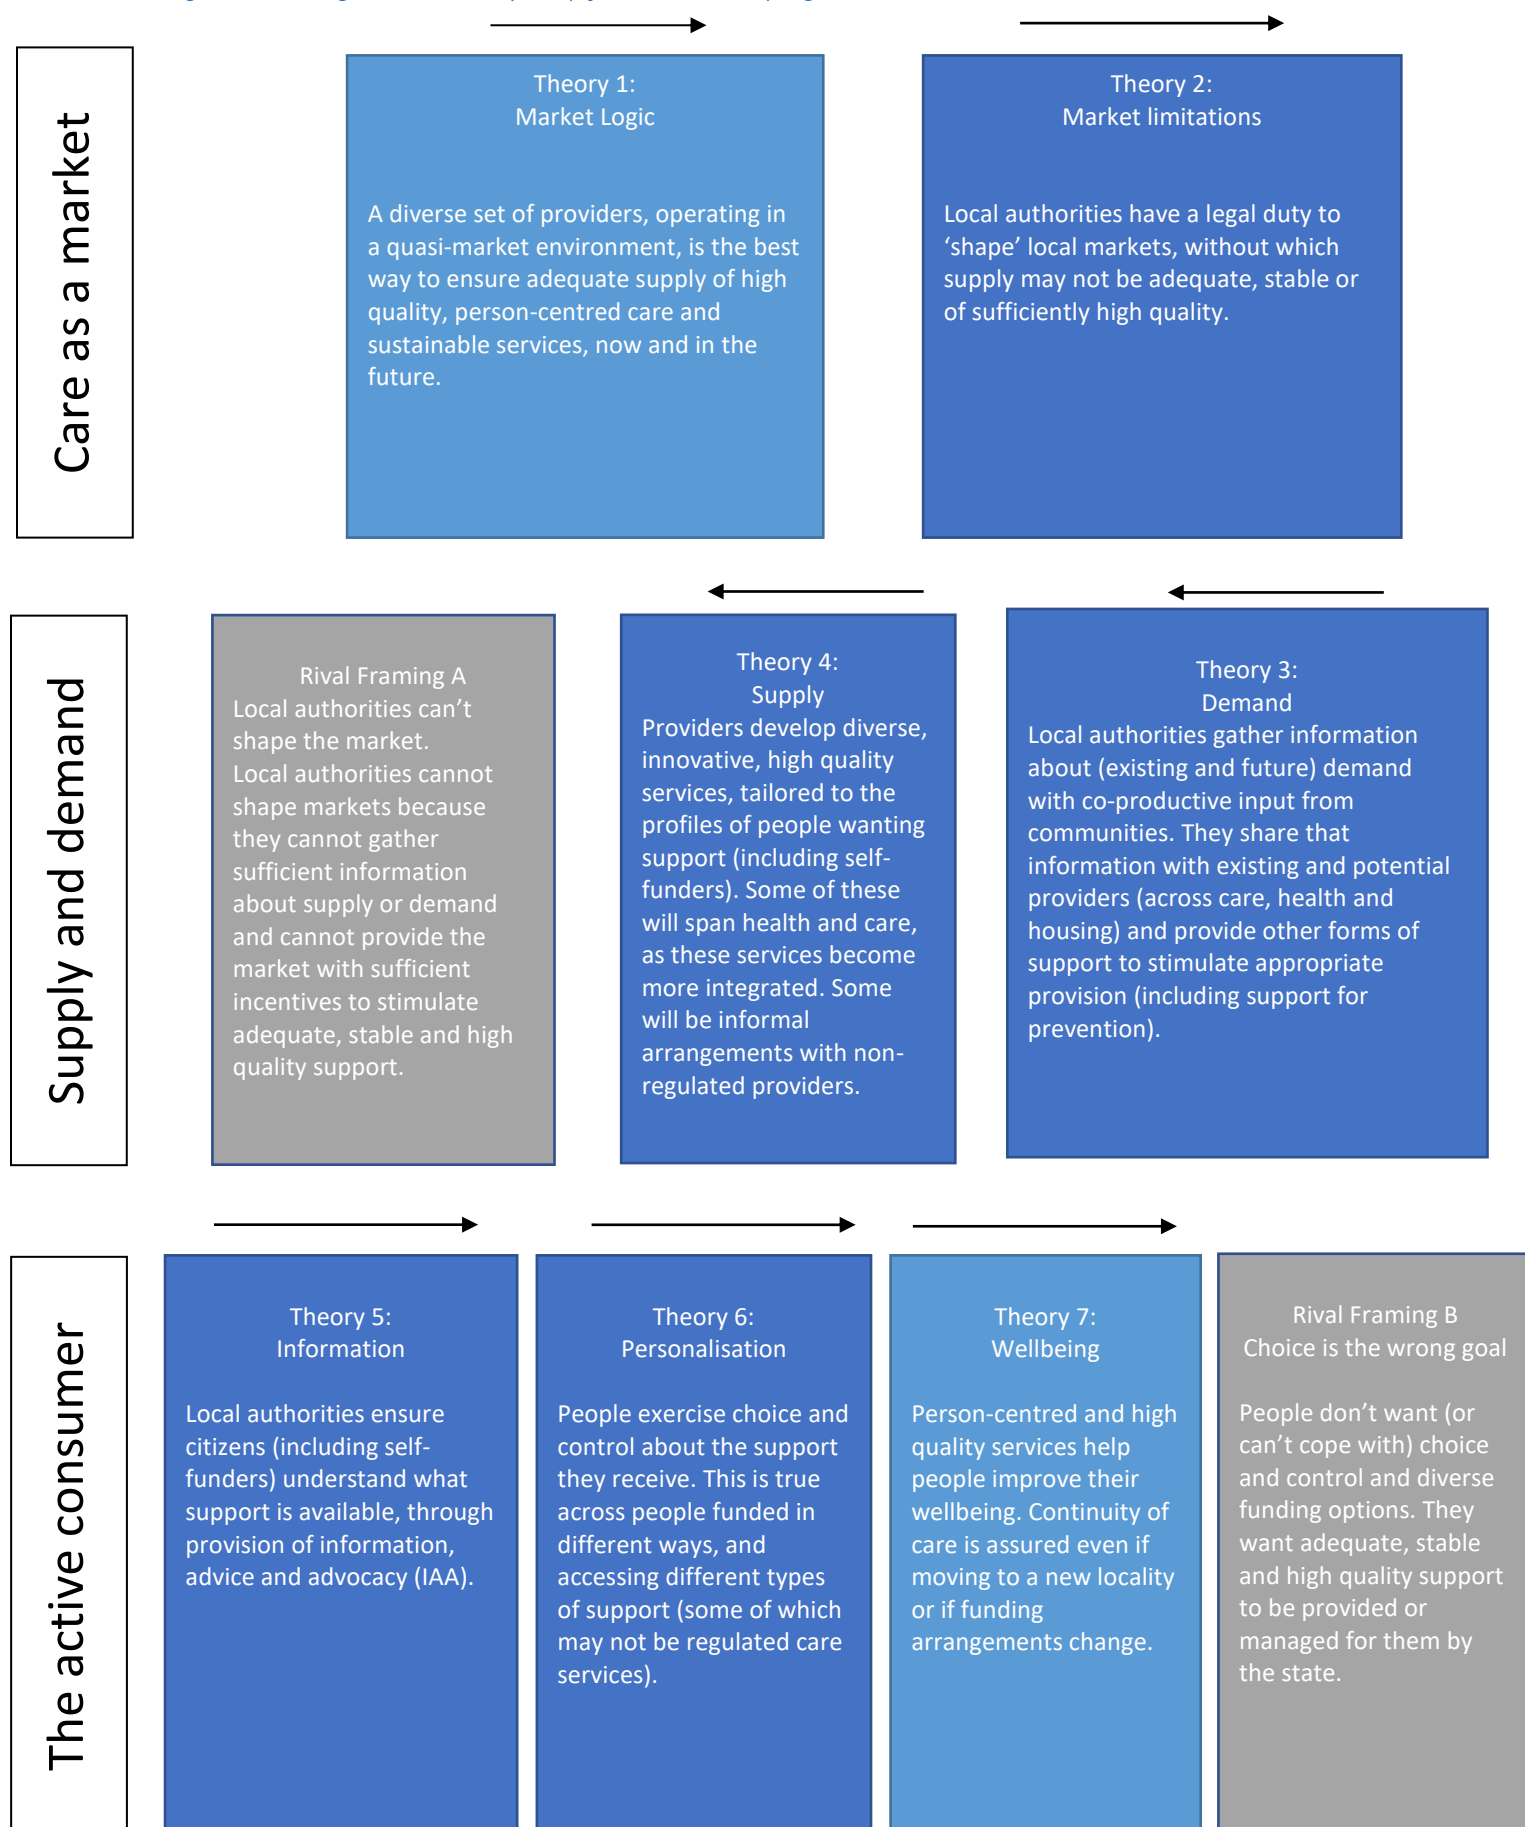 Care as a market
Theory 1:
Market Logic
A diverse set of providers, operating in
a quasi-market environment, is the best
way to ensure adequate supply of high
quality, person-centred care and
sustainable services, now and in the
future.
Theory 2:
Market limitations
Local authorities have a legal duty to
‘shape’ local markets, without which
supply may not be adequate, stable or
of sufficiently high quality.
Supply and demand
Rival Framing A
Local authorities can’t
shape the market.
Local authorities cannot
shape markets because
they cannot gather
sufficient information
about supply or demand
and cannot provide the
market with sufficient
incentives to stimulate
adequate, stable and high
quality support.
Theory 4:
Supply
Providers develop diverse,
innovative, high quality
services, tailored to the
profiles of people wanting
support (including self-
funders). Some of these
will span health and care,
as these services become
more integrated. Some
will be informal
arrangements with non-
regulated providers.
Theory 3:
Demand
Local authorities gather information
about (existing and future) demand
with co-productive input from
communities. They share that
information with existing and potential
providers (across care, health and
housing) and provide other forms of
support to stimulate appropriate
provision (including support for
prevention).
The active consumer
Theory 5:
Information
Local authorities ensure
citizens (including self-
funders) understand what
support is available, through
provision of information,
advice and advocacy (IAA).
Theory 6:
Personalisation
People exercise choice and
control about the support
they receive. This is true
across people funded in
different ways, and
accessing different types
of support (some of which
may not be regulated care
services).
Theory 7:
Wellbeing
Person-centred and high
quality services help
people improve their
wellbeing. Continuity of
care is assured even if
moving to a new locality
or if funding
arrangements change.
Rival Framing B
Choice is the wrong goal
People don’t want (or
can’t cope with) choice
and control and diverse
funding options. They
want adequate, stable
and high quality support
to be provided or
managed for them by
the state.